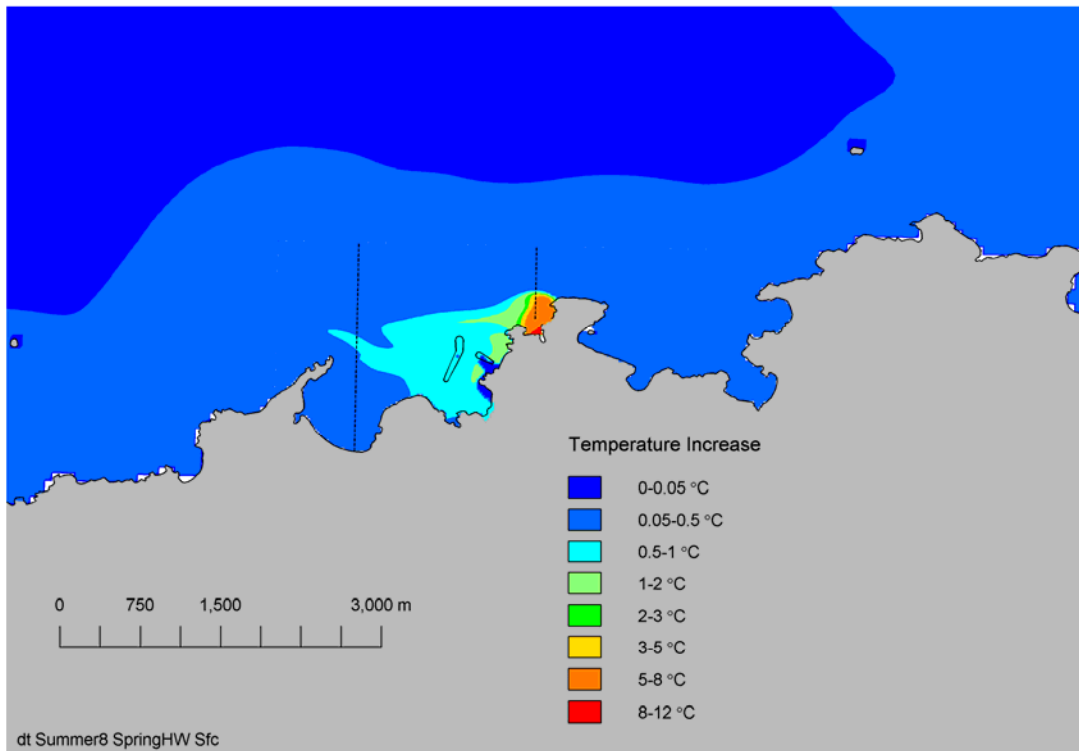 Temperature Increase
0-0.05 °C
0.05-0.5 °C
0.5-1 °C
1-2 °C
2-3 °C
3-5 °C
5-8 °C
8-12 °C
0 750 1,500 3,000 m
dt Summer8 SpringHW Sfc